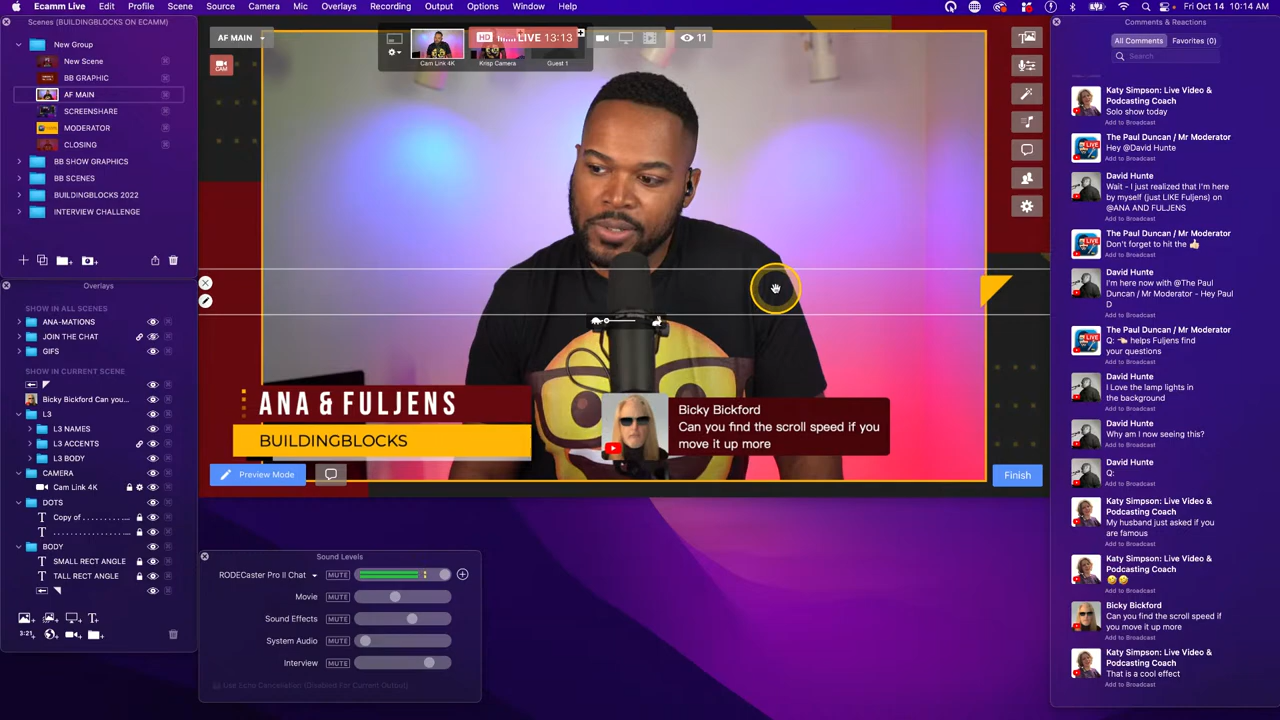 Ecamm Live Edit Profile Scene Source Camera Mic Overlays Recording Output Options Window Help
Fri Oct 14 10:14 AM
Scenes (BUILDINGBLOCKS ON ECAMM)
New Group
New Scene
BB GRAPHIC
AF MAIN
SCREENSHARE
MODERATOR
CLOSING
BB SHOW GRAPHICS
BB SCENES
BUILDINGBLOCKS 2022
INTERVIEW CHALLENGE
Overlays
SHOW IN ALL SCENES
ANA-MATIONS
JOIN THE CHAT
GIFS
SHOW IN CURRENT SCENE
Bicky Bickford Can you...
L3
L3 NAMES
L3 ACCENTS
L3 BODY
CAMERA
Cam Link 4K
DOTS
Copy of . . . . . . . . ....
. . . . . . . . . . . . . ....
BODY
SMALL RECT ANGLE
TALL RECT ANGLE
3:21
AF MAIN
CAM
HD LIVE 13:13
11
Cam Link 4K
Krisp Camera
Guest 1
ANA & FULJENS
BUILDINGBLOCKS
Bicky Bickford
Can you find the scroll speed if you
move it up more
Preview Mode
Finish
Sound Levels
RODECaster Pro II Chat MUTE
Movie MUTE
Sound Effects MUTE
System Audio MUTE
Interview MUTE
Use Echo Cancellation (Disabled For Current Output)
Comments & Reactions
All Comments Favorites (0)
Search
Katy Simpson: Live Video &
Podcasting Coach
Solo show today
Add to Broadcast
The Paul Duncan / Mr Moderator
Hey @David Hunte
Add to Broadcast
David Hunte
Wait - I just realized that I'm here
by myself (just LIKE Fuljens) on
@ANA AND FULJENS
Add to Broadcast
The Paul Duncan / Mr Moderator
Don't forget to hit the 👍🏻
Add to Broadcast
David Hunte
I'm here now with @The Paul
Duncan / Mr Moderator - Hey Paul
D
Add to Broadcast
The Paul Duncan / Mr Moderator
Q: 👈🏻 helps Fuljens find
your questions
Add to Broadcast
David Hunte
I Love the lamp lights in
the background
Add to Broadcast
David Hunte
Why am I now seeing this?
Add to Broadcast
David Hunte
Q:
Add to Broadcast
Katy Simpson: Live Video &
Podcasting Coach
My husband just asked if you
are famous
Add to Broadcast
Katy Simpson: Live Video &
Podcasting Coach
🤣🤣
Add to Broadcast
Bicky Bickford
Can you find the scroll speed if
you move it up more
Add to Broadcast
Katy Simpson: Live Video &
Podcasting Coach
That is a cool effect
Add to Broadcast